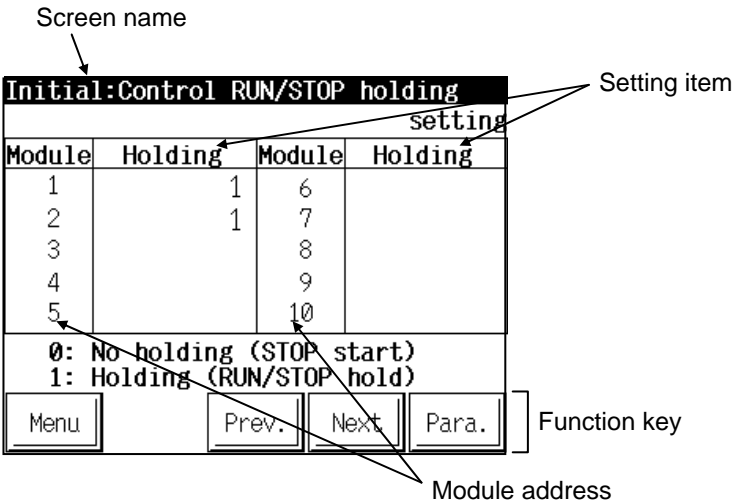 Screen name
Initial:Control RUN/STOP holding
setting
Setting item
Module Holding Module Holding
1 1 6
2 1 7
3 8
4 9
5 10
0: No holding (STOP start)
1: Holding (RUN/STOP hold)
Menu Prev. Next Para.
Function key
Module address